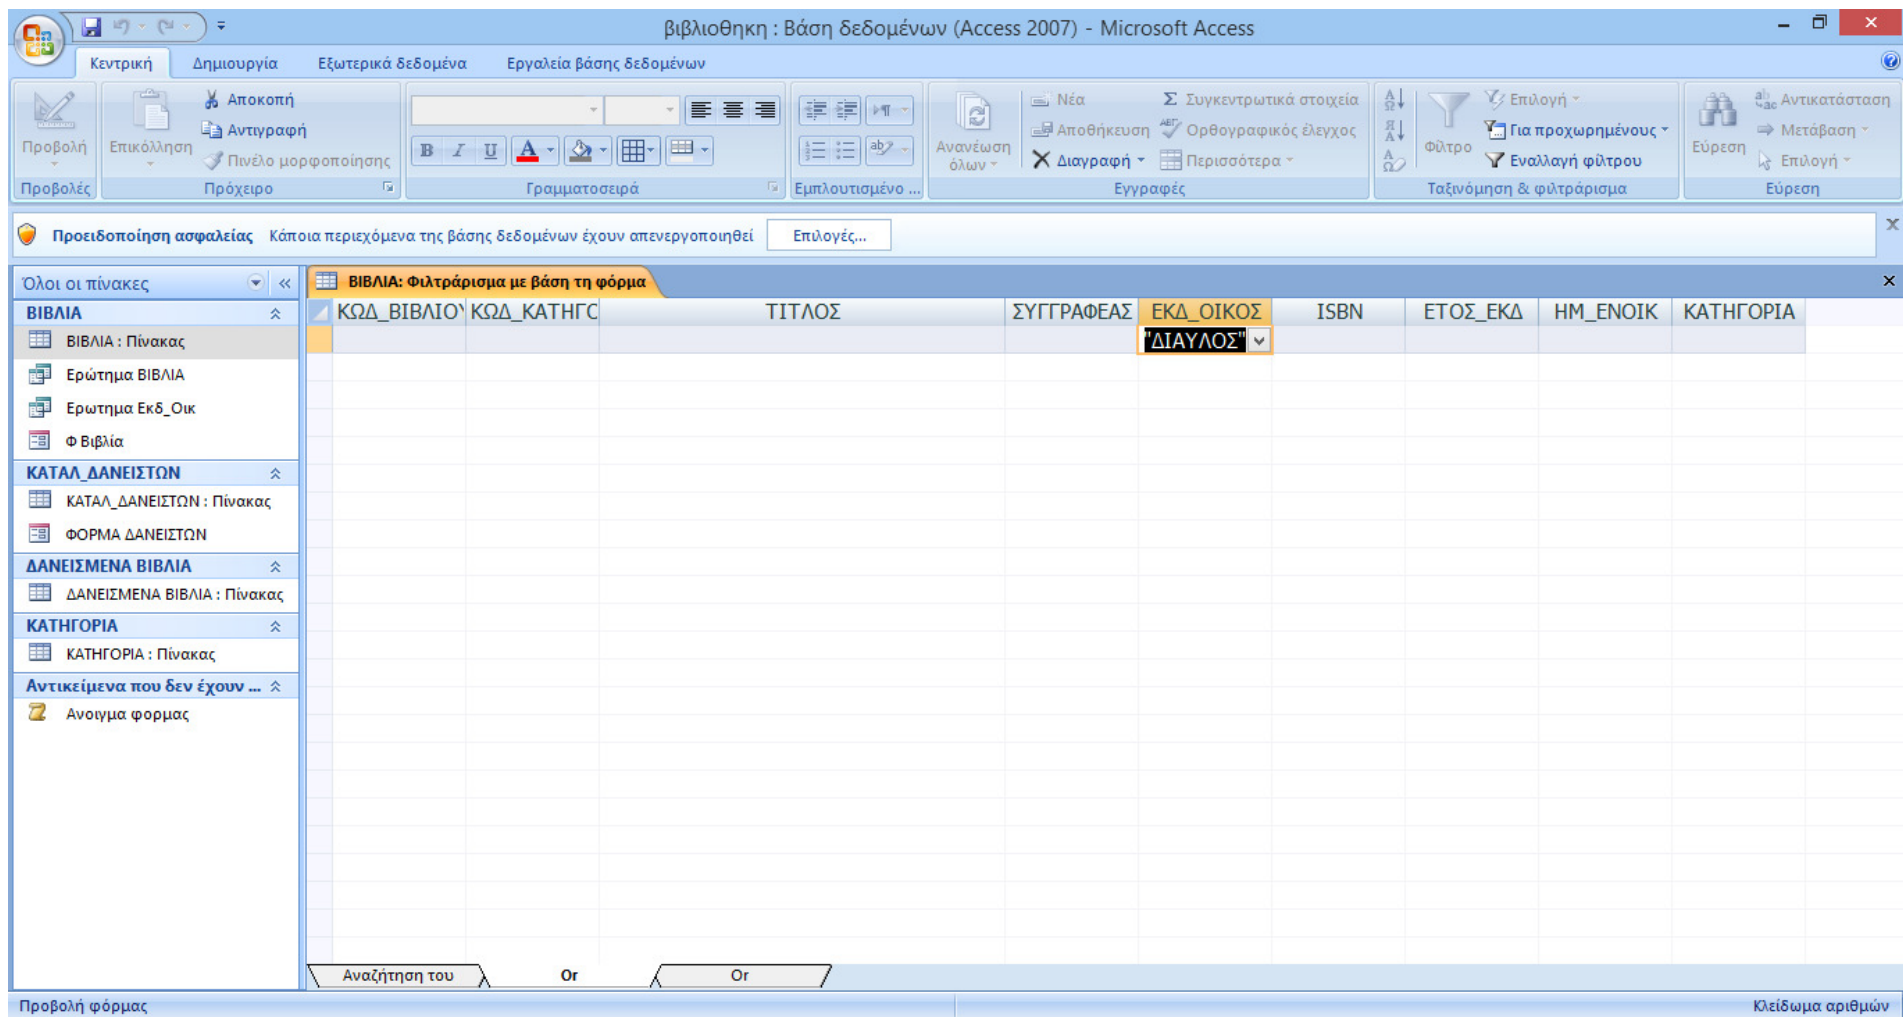 βιβλιοθηκη : Βάση δεδομένων (Access 2007) - Microsoft Access
Κεντρική Δημιουργία Εξωτερικά δεδομένα Εργαλεία βάσης δεδομένων
Προβολή
Προβολές
Επικόλληση
Αποκοπή
Αντιγραφή
Πινέλο μορφοποίησης
Πρόχειρο
B I U A
Γραμματοσειρά
Εμπλουτισμένο ...
Ανανέωση
όλων
Νέα
Αποθήκευση
Διαγραφή
Συγκεντρωτικά στοιχεία
Ορθογραφικός έλεγχος
Περισσότερα
Εγγραφές
Φίλτρο
Επιλογή
Για προχωρημένους
Εναλλαγή φίλτρου
Ταξινόμηση & φιλτράρισμα
Εύρεση
Αντικατάσταση
Μετάβαση
Επιλογή
Εύρεση
Προειδοποίηση ασφαλείας Κάποια περιεχόμενα της βάσης δεδομένων έχουν απενεργοποιηθεί Επιλογές...
Όλοι οι πίνακες
ΒΙΒΛΙΑ
ΒΙΒΛΙΑ : Πίνακας
Ερώτημα ΒΙΒΛΙΑ
Ερωτημα Εκδ_Οικ
Φ Βιβλία
ΚΑΤΑΛ_ΔΑΝΕΙΣΤΩΝ
ΚΑΤΑΛ_ΔΑΝΕΙΣΤΩΝ : Πίνακας
ΦΟΡΜΑ ΔΑΝΕΙΣΤΩΝ
ΔΑΝΕΙΣΜΕΝΑ ΒΙΒΛΙΑ
ΔΑΝΕΙΣΜΕΝΑ ΒΙΒΛΙΑ : Πίνακας
ΚΑΤΗΓΟΡΙΑ
ΚΑΤΗΓΟΡΙΑ : Πίνακας
Αντικείμενα που δεν έχουν ...
Ανοιγμα φορμας
ΒΙΒΛΙΑ: Φιλτράρισμα με βάση τη φόρμα
ΚΩΔ_ΒΙΒΛΙΟΥ ΚΩΔ_ΚΑΤΗΓΟ ΤΙΤΛΟΣ ΣΥΓΓΡΑΦΕΑΣ ΕΚΔ_ΟΙΚΟΣ ISBN ΕΤΟΣ_ΕΚΔ ΗΜ_ΕΝΟΙΚ ΚΑΤΗΓΟΡΙΑ
"ΔΙΑΥΛΟΣ"
Αναζήτηση του Or Or
Προβολή φόρμας Κλείδωμα αριθμών